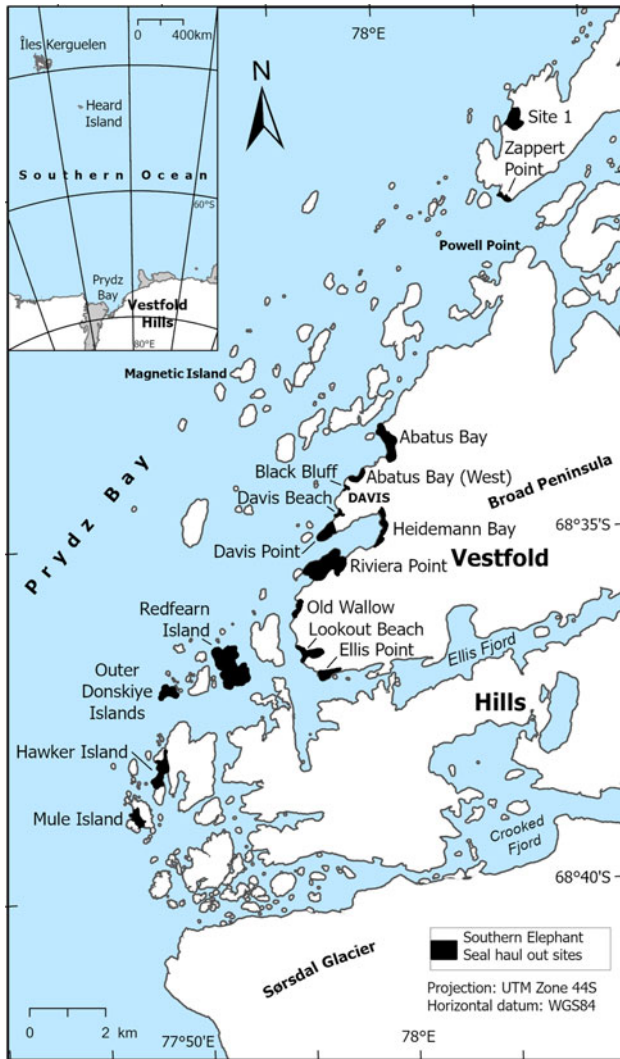 0 400km
Îles Kerguelen
Heard
Island
Southern Ocean
60°S
Prydz
Bay
Vestfold
Hills
80°E
78°E
N
Site 1
Zappert
Point
Powell Point
Magnetic Island
Abatus Bay
Black Bluff
Abatus Bay (West)
DAVIS
Davis Beach
Broad Peninsula
68°35'S
Heidemann Bay
Davis Point
Vestfold
Riviera Point
Prydz Bay
Old Wallow
Redfearn
Island
Lookout Beach
Ellis Point
Ellis Fjord
Outer
Donskiye
Islands
Hills
Hawker Island
Mule Island
Crooked
Fjord
68°40'S
Sørsdal Glacier
Southern Elephant
Seal haul out sites
Projection: UTM Zone 44S
Horizontal datum: WGS84
0 2 km
77°50'E
78°E